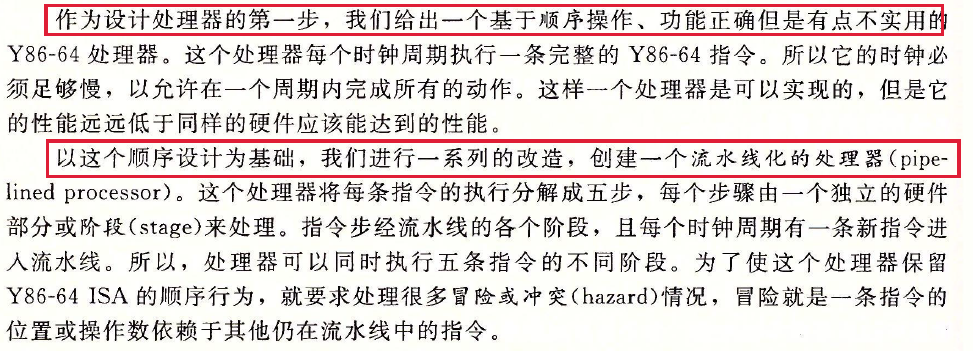 作为设计处理器的第一步，我们给出一个基于顺序操作、功能正确但是有点不实用的
Y86-64 处理器。这个处理器每个时钟周期执行一条完整的 Y86-64 指令。所以它的时钟必
须足够慢，以允许在一个周期内完成所有的动作。这样一个处理器是可以实现的，但是它
的性能远远低于同样的硬件应该能达到的性能。
以这个顺序设计为基础，我们进行一系列的改造，创建一个流水线化的处理器(pipe-
lined processor)。这个处理器将每条指令的执行分解成五步，每个步骤由一个独立的硬件
部分或阶段(stage)来处理。指令步经流水线的各个阶段，且每个时钟周期有一条新指令进
入流水线。所以，处理器可以同时执行五条指令的不同阶段。为了使这个处理器保留
Y86-64 ISA 的顺序行为，就要求处理很多冒险或冲突(hazard)情况，冒险就是一条指令的
位置或操作数依赖于其他仍在流水线中的指令。